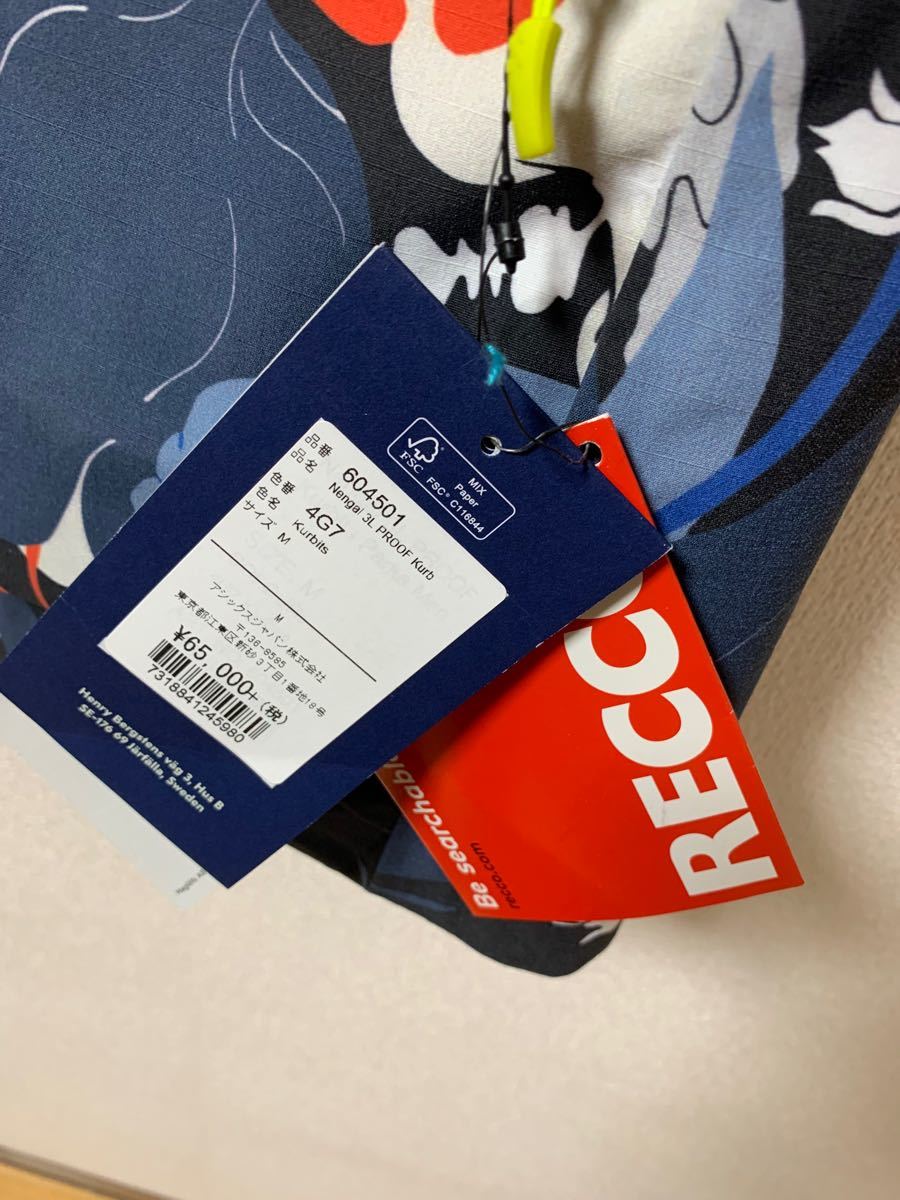 品番 604501
品名 Nengal 3L PROOF Kurb
色番 4G7
色名 Kurbits
サイズ M
M
アシックスジャパン株式会社
〒136-8585
東京都江東区新砂3丁目1番地18号
¥65,000+(税)
7318841245980
FSC
MIX
Paper
FSC® C116844
Henry Bergstens väg 3, Hus B
SE-176 69 Järfälla, Sweden
RECC
Be searchabl
recco.com